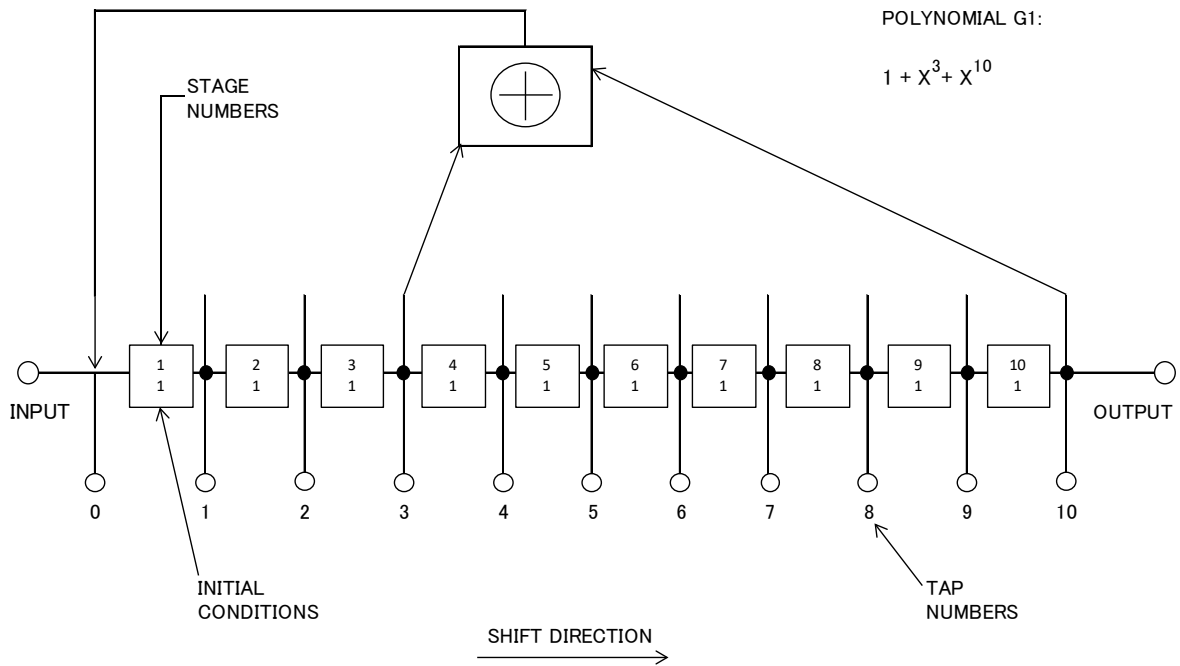 POLYNOMIAL G1:
1 + X^3 + X^10
STAGE
NUMBERS
1 2 3 4 5 6 7 8 9 10
1 1 1 1 1 1 1 1 1 1
INPUT
OUTPUT
0 1 2 3 4 5 6 7 8 9 10
INITIAL
CONDITIONS
TAP
NUMBERS
SHIFT DIRECTION